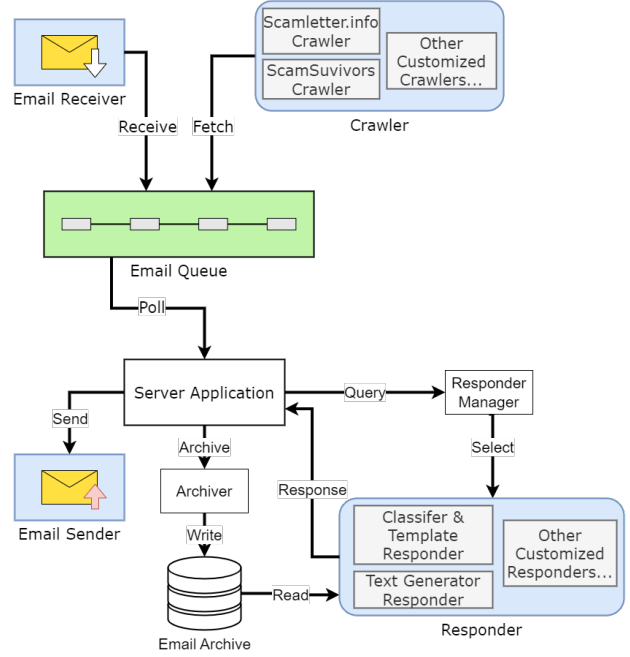 Scamletter.info
Crawler
ScamSuvivors
Crawler
Other
Customized
Crawlers...
Email Receiver
Crawler
Receive
Fetch
Email Queue
Poll
Server Application
Query
Responder
Manager
Send
Archive
Select
Email Sender
Archiver
Response
Write
Classifer &
Template
Responder
Other
Customized
Responders...
Text Generator
Responder
Read
Email Archive
Responder